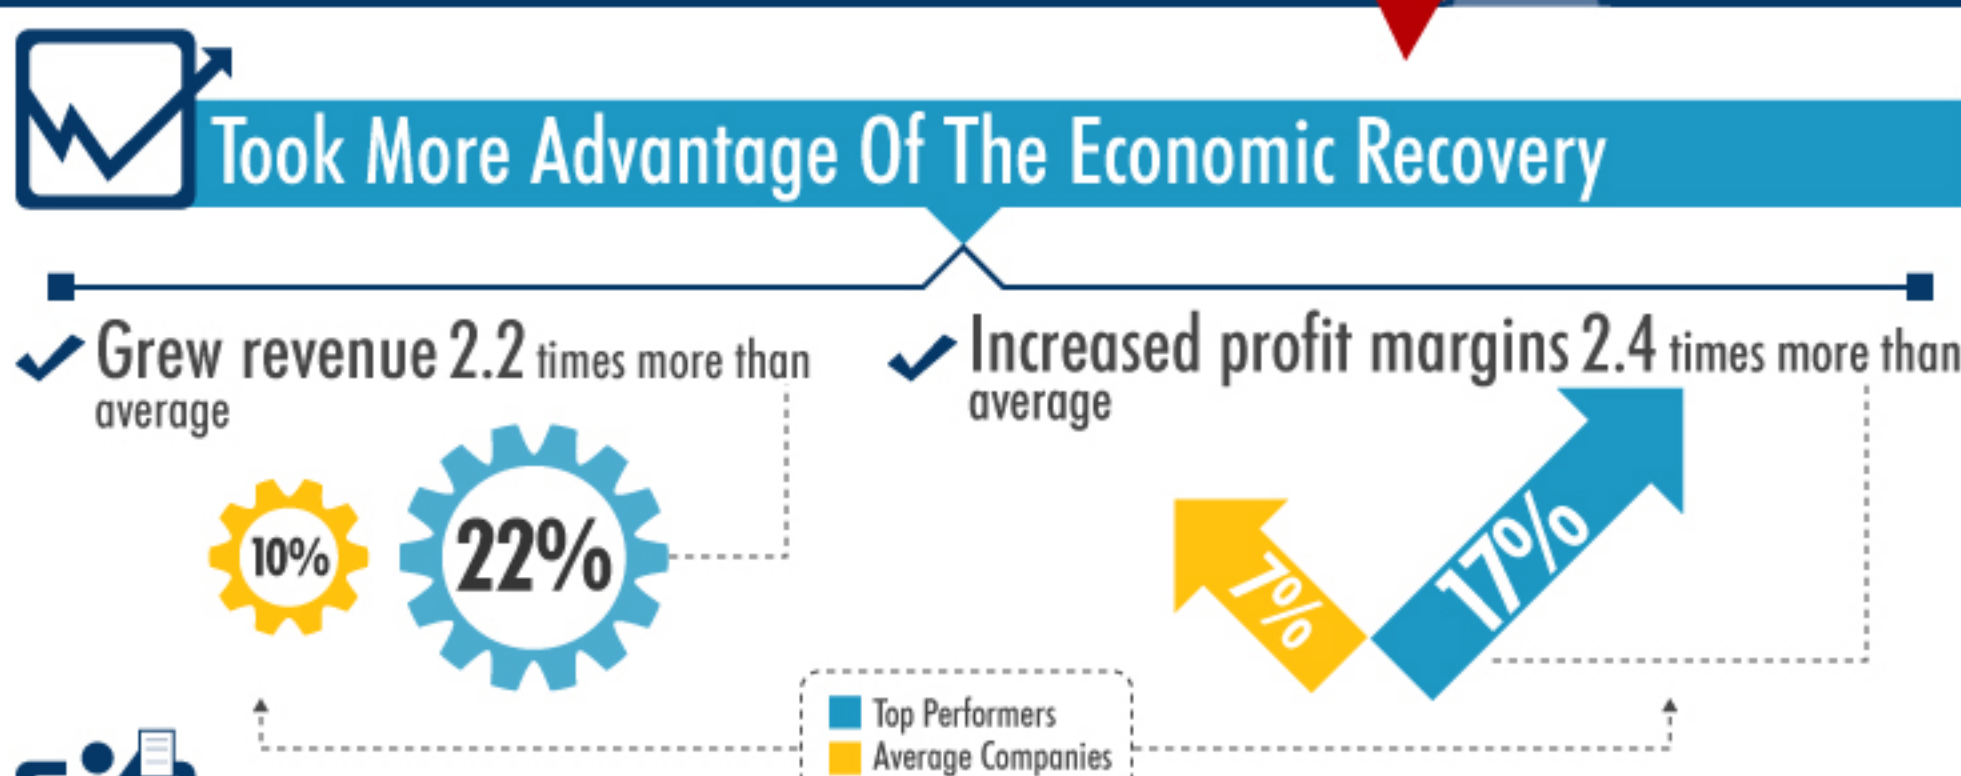 Took More Advantage Of The Economic Recovery
Grew revenue 2.2 times more than
average
Increased profit margins 2.4 times more than
average
10%
22%
7%
17%
Top Performers
Average Companies